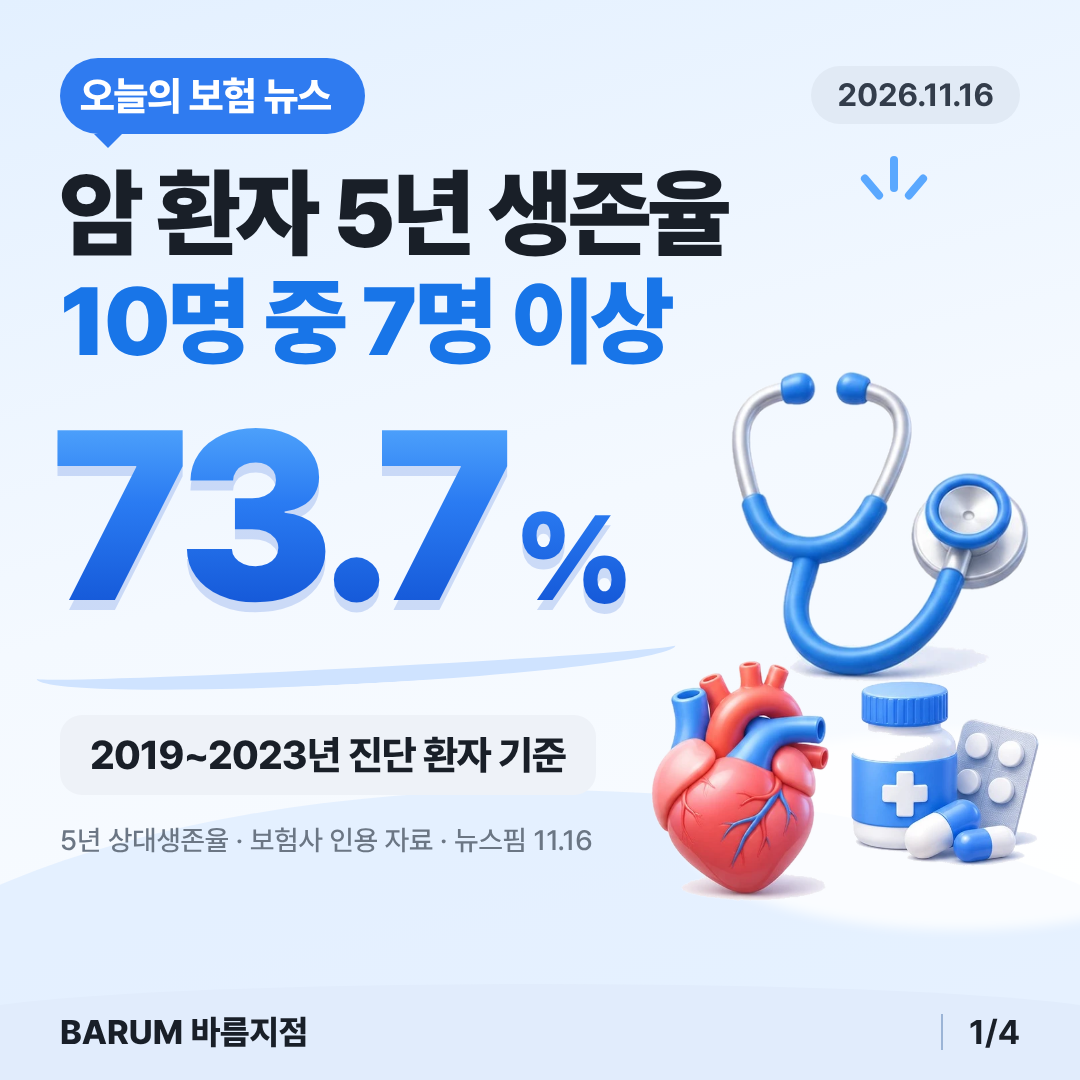 오늘의 보험 뉴스
2026.11.16
암 환자 5년 생존율
10명 중 7명 이상
73.7%
2019~2023년 진단 환자 기준
5년 상대생존율 · 보험사 인용 자료 · 뉴스핌 11.16
BARUM 바름지점
1/4